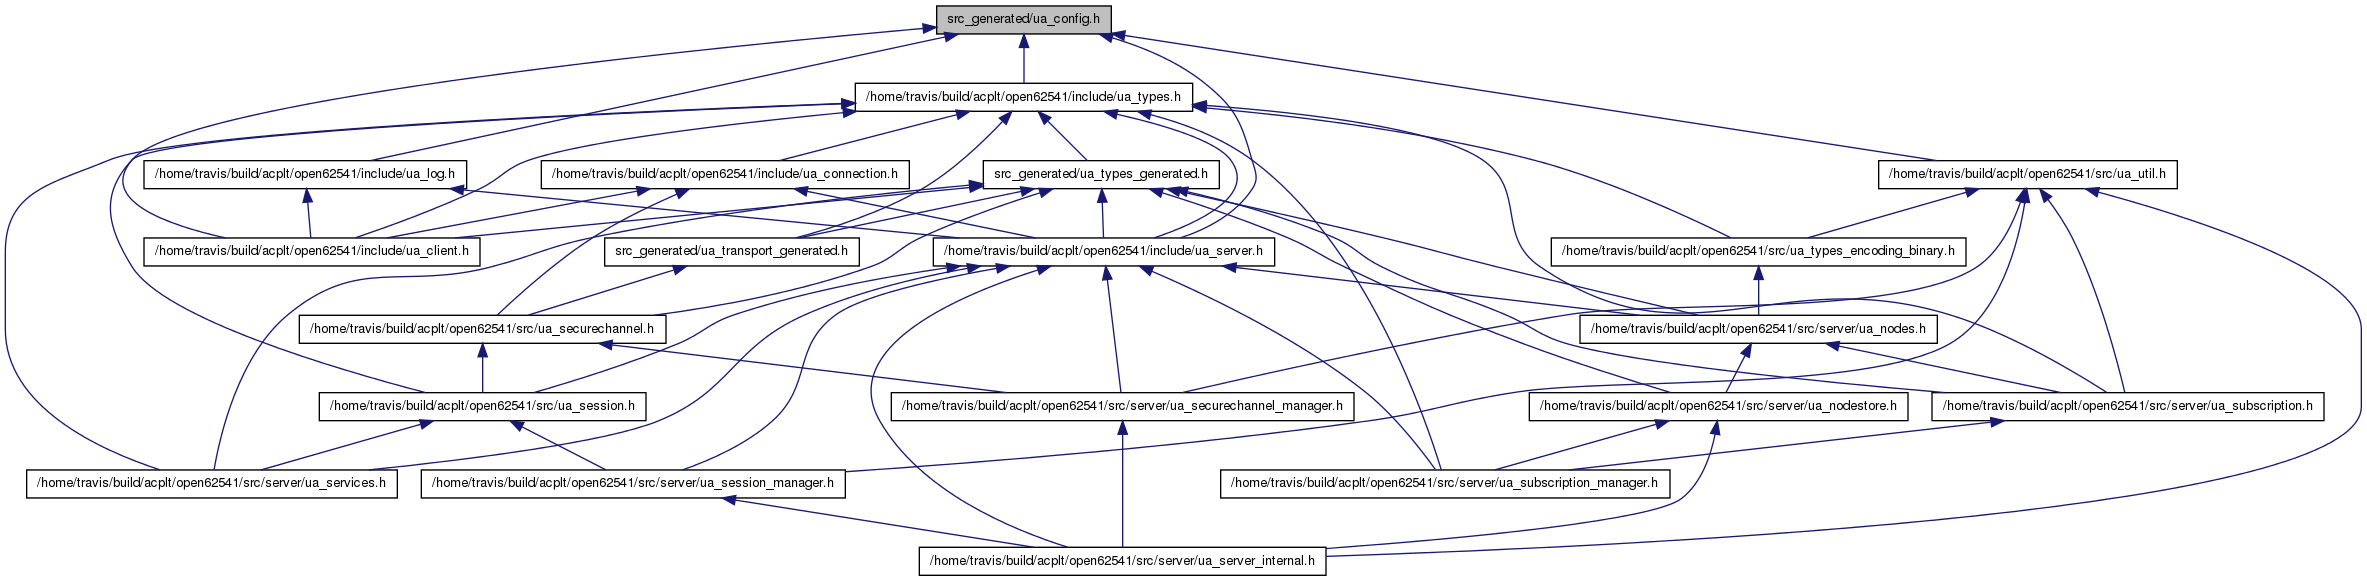 src_generated/ua_config.h
/home/travis/build/acplt/open62541/include/ua_types.h
/home/travis/build/acplt/open62541/include/ua_log.h
/home/travis/build/acplt/open62541/include/ua_connection.h
src_generated/ua_types_generated.h
/home/travis/build/acplt/open62541/src/ua_util.h
/home/travis/build/acplt/open62541/include/ua_client.h
src_generated/ua_transport_generated.h
/home/travis/build/acplt/open62541/include/ua_server.h
/home/travis/build/acplt/open62541/src/ua_types_encoding_binary.h
/home/travis/build/acplt/open62541/src/ua_securechannel.h
/home/travis/build/acplt/open62541/src/server/ua_nodes.h
/home/travis/build/acplt/open62541/src/ua_session.h
/home/travis/build/acplt/open62541/src/server/ua_securechannel_manager.h
/home/travis/build/acplt/open62541/src/server/ua_nodestore.h
/home/travis/build/acplt/open62541/src/server/ua_subscription.h
/home/travis/build/acplt/open62541/src/server/ua_services.h
/home/travis/build/acplt/open62541/src/server/ua_session_manager.h
/home/travis/build/acplt/open62541/src/server/ua_subscription_manager.h
/home/travis/build/acplt/open62541/src/server/ua_server_internal.h